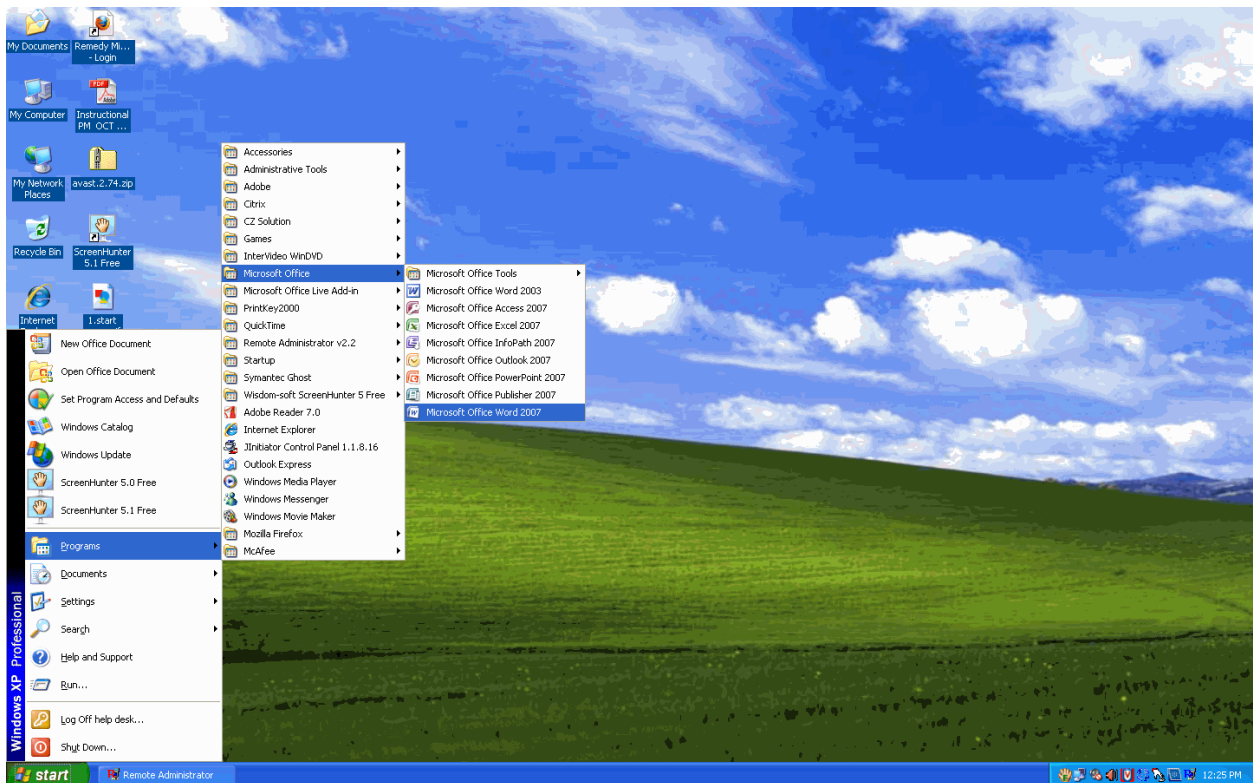 My Documents
Remedy Mi...
- Login
My Computer
Instructional
PM OCT ...
My Network
Places
avast.2.74.zip
Recycle Bin
ScreenHunter
5.1 Free
Internet
1.start
New Office Document
Open Office Document
Set Program Access and Defaults
Windows Catalog
Windows Update
ScreenHunter 5.0 Free
ScreenHunter 5.1 Free
Programs
Documents
Settings
Search
Help and Support
Run...
Log Off help desk...
Shut Down...
Windows XP Professional
Accessories
Administrative Tools
Adobe
Citrix
CZ Solution
Games
InterVideo WinDVD
Microsoft Office
Microsoft Office Live Add-in
PrintKey2000
QuickTime
Remote Administrator v2.2
Startup
Symantec Ghost
Wisdom-soft ScreenHunter 5 Free
Adobe Reader 7.0
Internet Explorer
JInitiator Control Panel 1.1.8.16
Outlook Express
Windows Media Player
Windows Messenger
Windows Movie Maker
Mozilla Firefox
McAfee
Microsoft Office Tools
Microsoft Office Word 2003
Microsoft Office Access 2007
Microsoft Office Excel 2007
Microsoft Office InfoPath 2007
Microsoft Office Outlook 2007
Microsoft Office PowerPoint 2007
Microsoft Office Publisher 2007
Microsoft Office Word 2007
start
Remote Administrator
12:25 PM